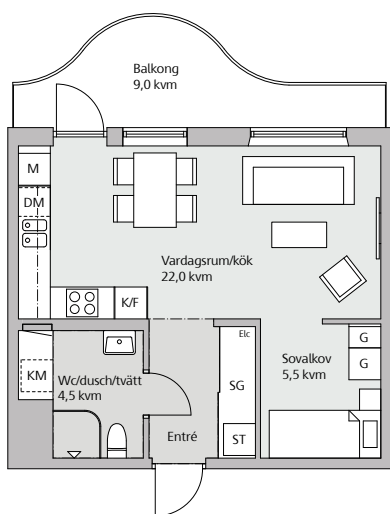 Balkong
9,0 kvm
M
DM
Vardagsrum/kök
22,0 kvm
K/F
Elc
G
Sovalkov
5,5 kvm
G
KM
Wc/dusch/tvätt
4,5 kvm
SG
Entré
ST